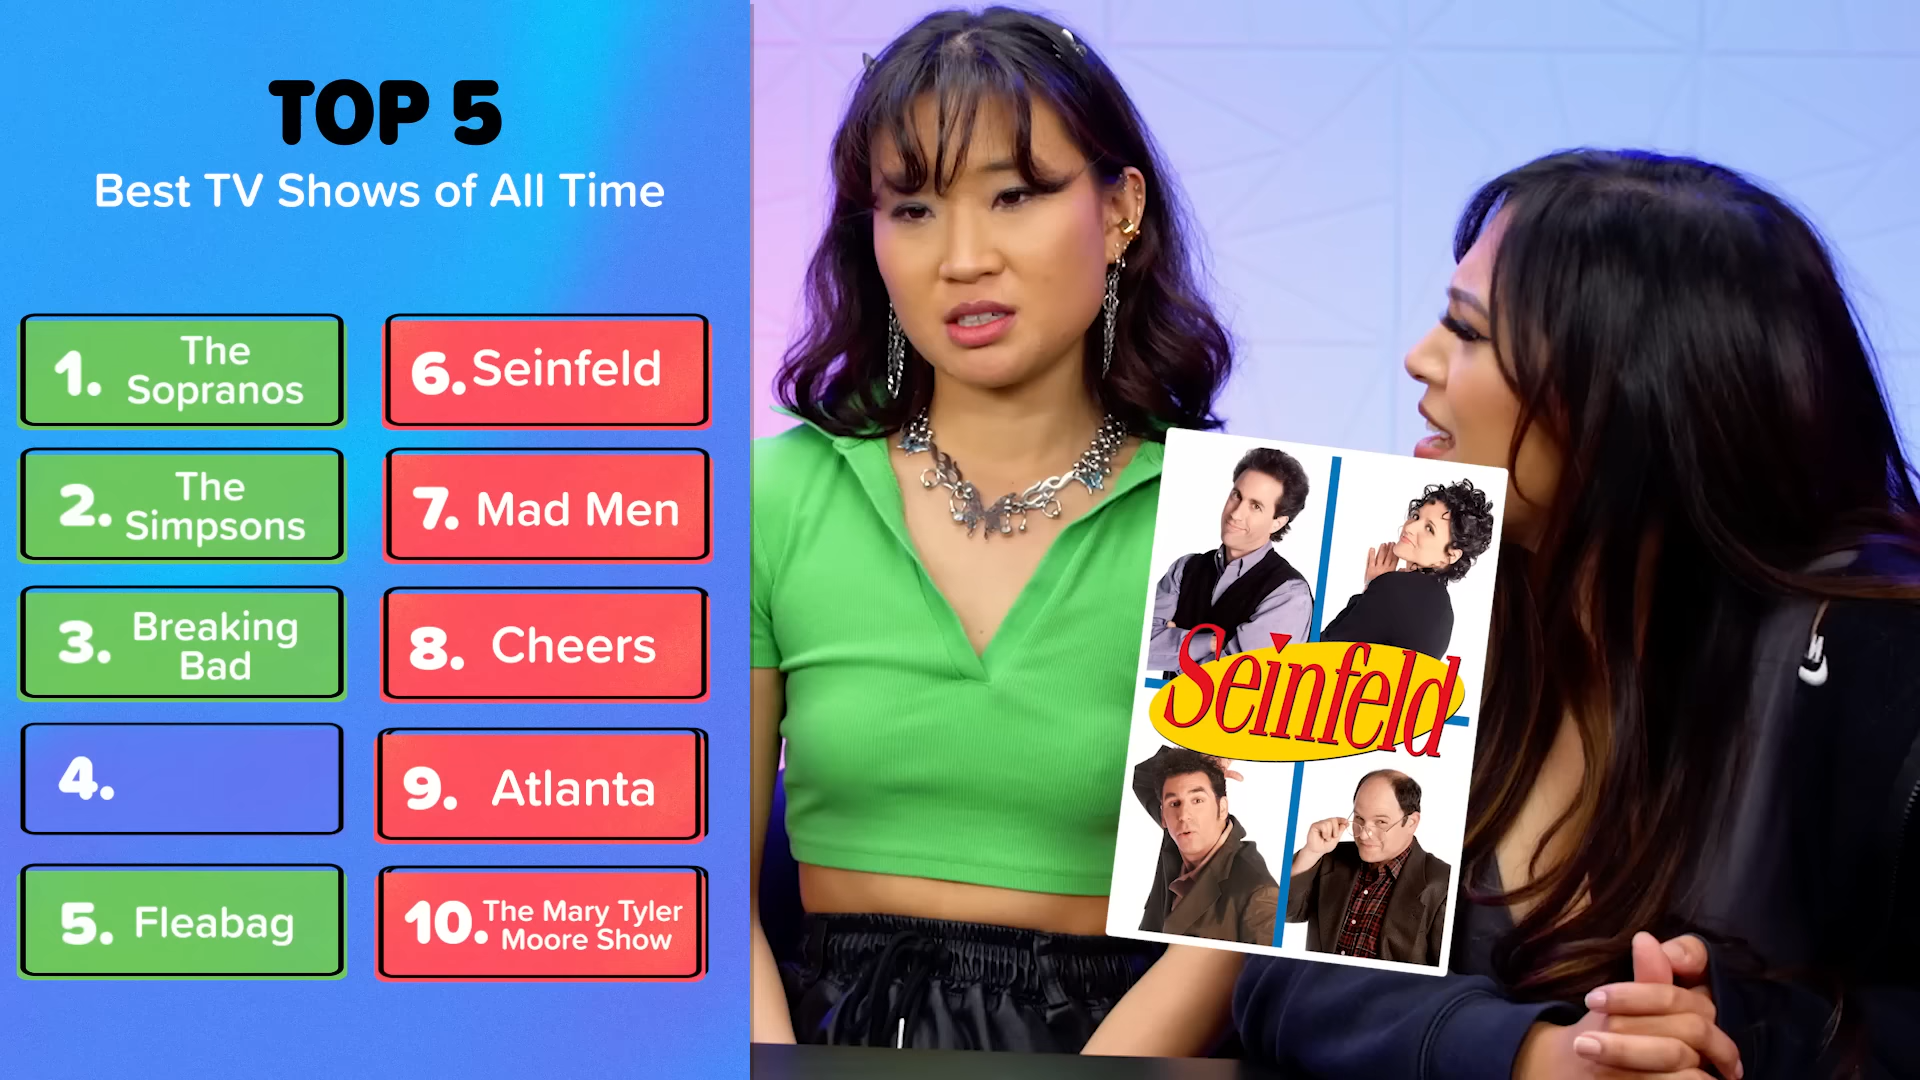 TOP 5
Best TV Shows of All Time
1. The
Sopranos
2. The
Simpsons
3. Breaking
Bad
4.
5. Fleabag
6. Seinfeld
7. Mad Men
8. Cheers
9. Atlanta
10. The Mary Tyler
Moore Show
Seinfeld